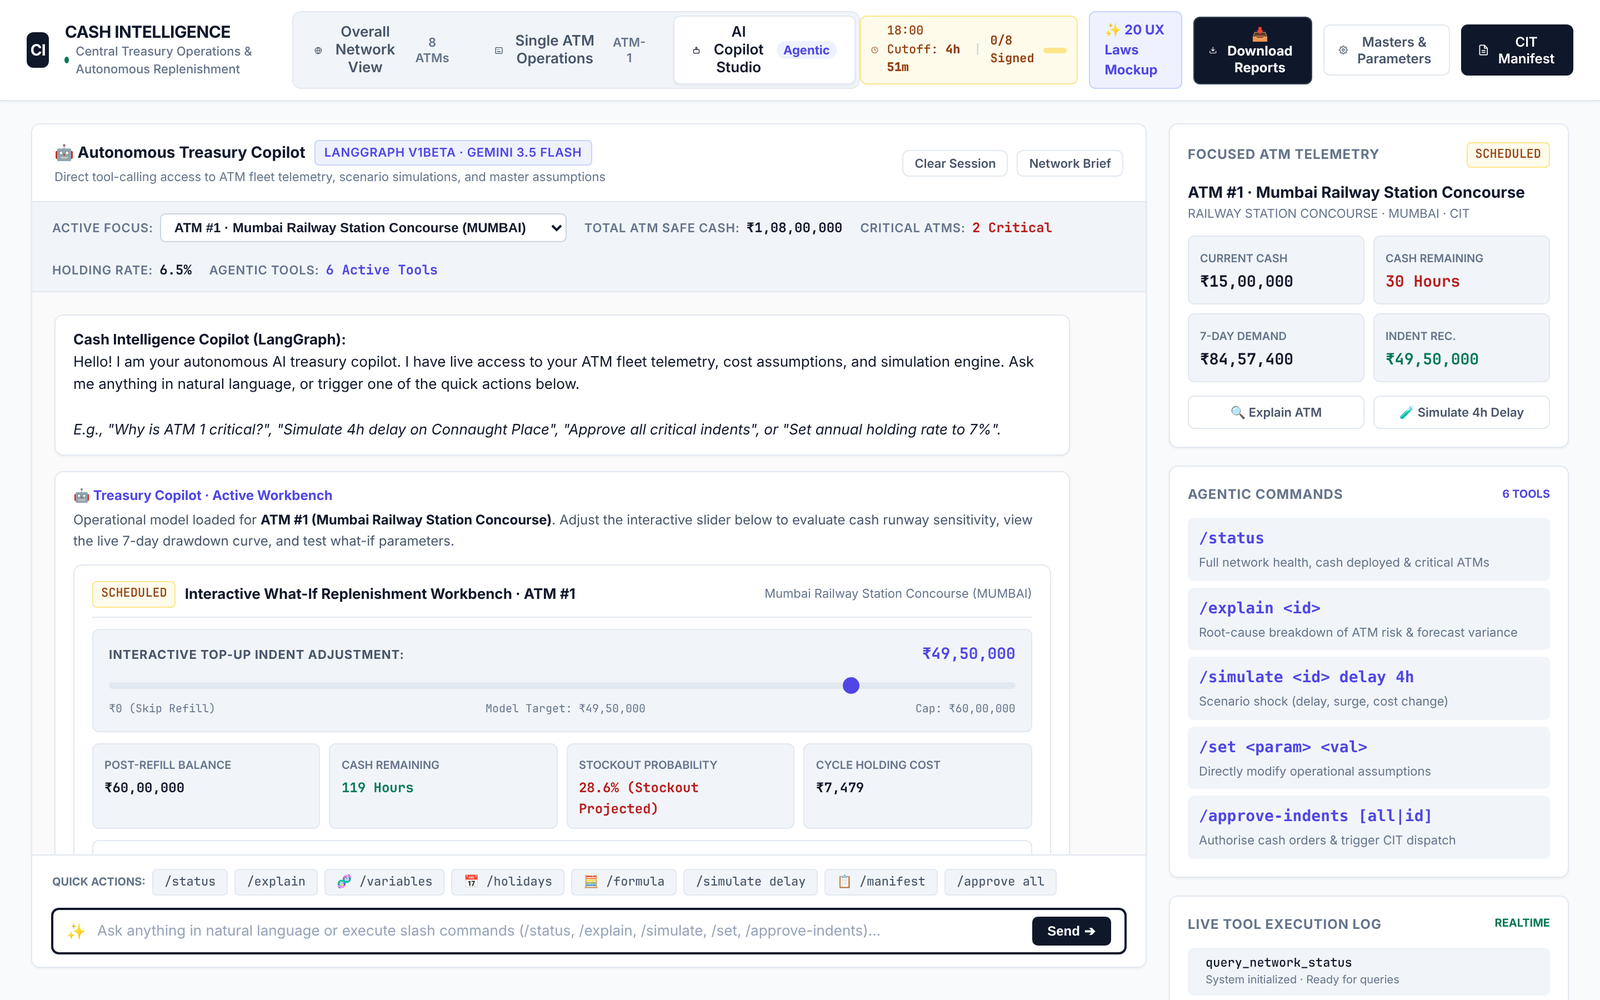 CI
CASH INTELLIGENCE
Central Treasury Operations &
Autonomous Replenishment
Overall
Network
View
8
ATMs
Single ATM
Operations
ATM-
1
AI
Copilot
Studio
Agentic
18:00
Cutoff: 4h
51m
0/8
Signed
✨ 20 UX
Laws
Mockup
📥
Download
Reports
Masters &
Parameters
CIT
Manifest
🤖 Autonomous Treasury Copilot
LANGGRAPH V1BETA · GEMINI 3.5 FLASH
Direct tool-calling access to ATM fleet telemetry, scenario simulations, and master assumptions
Clear Session
Network Brief
ACTIVE FOCUS: ATM #1 · Mumbai Railway Station Concourse (MUMBAI)
TOTAL ATM SAFE CASH: ₹1,08,00,000
CRITICAL ATMS: 2 Critical
HOLDING RATE: 6.5%
AGENTIC TOOLS: 6 Active Tools
Cash Intelligence Copilot (LangGraph):
Hello! I am your autonomous AI treasury copilot. I have live access to your ATM fleet telemetry, cost assumptions, and simulation engine. Ask
me anything in natural language, or trigger one of the quick actions below.
E.g., "Why is ATM 1 critical?", "Simulate 4h delay on Connaught Place", "Approve all critical indents", or "Set annual holding rate to 7%".
🤖 Treasury Copilot · Active Workbench
Operational model loaded for ATM #1 (Mumbai Railway Station Concourse). Adjust the interactive slider below to evaluate cash runway sensitivity, view
the live 7-day drawdown curve, and test what-if parameters.
SCHEDULED
Interactive What-If Replenishment Workbench · ATM #1
Mumbai Railway Station Concourse (MUMBAI)
INTERACTIVE TOP-UP INDENT ADJUSTMENT:
₹49,50,000
₹0 (Skip Refill)
Model Target: ₹49,50,000
Cap: ₹60,00,000
POST-REFILL BALANCE
₹60,00,000
CASH REMAINING
119 Hours
STOCKOUT PROBABILITY
28.6% (Stockout
Projected)
CYCLE HOLDING COST
₹7,479
QUICK ACTIONS:
/status
/explain
🧬 /variables
📅 /holidays
🧮 /formula
/simulate delay
📋 /manifest
/approve all
✨ Ask anything in natural language or execute slash commands (/status, /explain, /simulate, /set, /approve-indents)...
Send ➔
FOCUSED ATM TELEMETRY
SCHEDULED
ATM #1 · Mumbai Railway Station Concourse
RAILWAY STATION CONCOURSE · MUMBAI · CIT
CURRENT CASH
₹15,00,000
CASH REMAINING
30 Hours
7-DAY DEMAND
₹84,57,400
INDENT REC.
₹49,50,000
🔍 Explain ATM
🧪 Simulate 4h Delay
AGENTIC COMMANDS
6 TOOLS
/status
Full network health, cash deployed & critical ATMs
/explain <id>
Root-cause breakdown of ATM risk & forecast variance
/simulate <id> delay 4h
Scenario shock (delay, surge, cost change)
/set <param> <val>
Directly modify operational assumptions
/approve-indents [all|id]
Authorise cash orders & trigger CIT dispatch
LIVE TOOL EXECUTION LOG
REALTIME
query_network_status
System initialized · Ready for queries